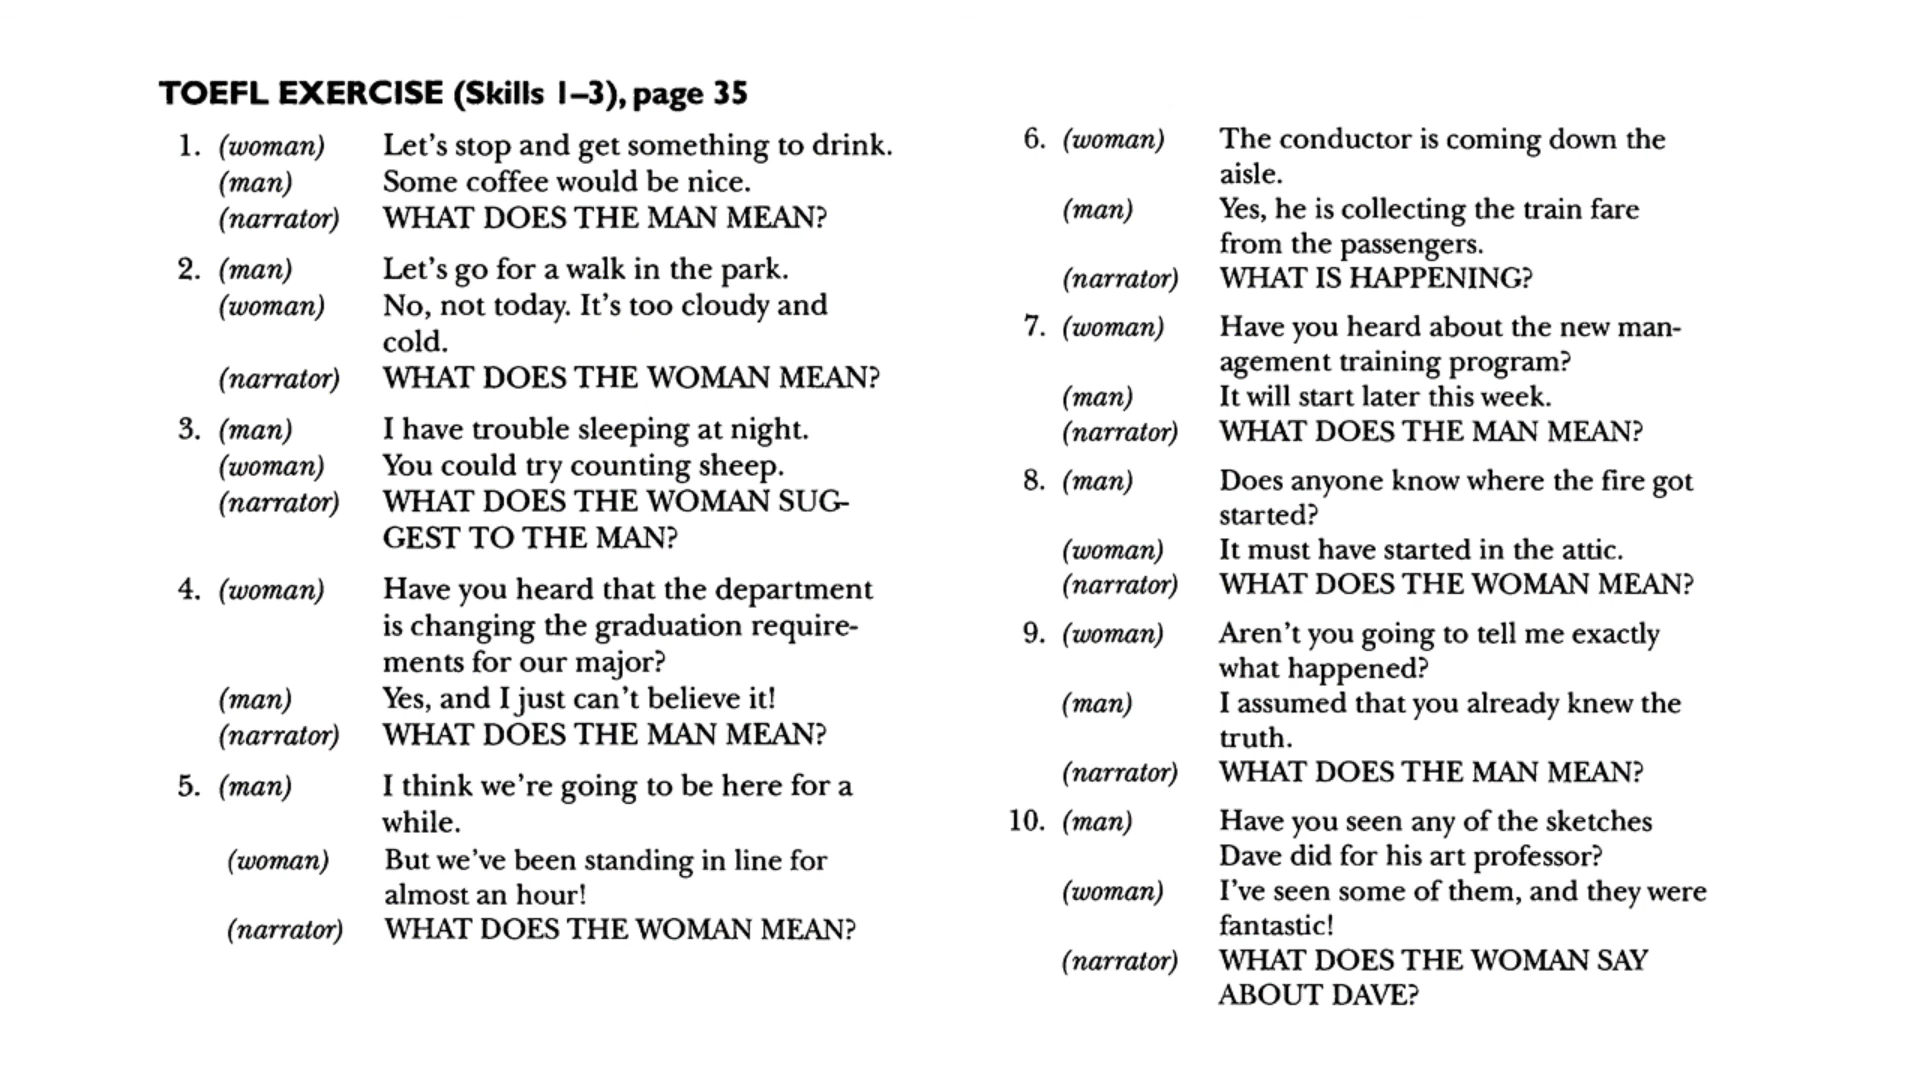 TOEFL EXERCISE (Skills 1–3), page 35
1. (woman) Let's stop and get something to drink.
(man) Some coffee would be nice.
(narrator) WHAT DOES THE MAN MEAN?
2. (man) Let's go for a walk in the park.
(woman) No, not today. It's too cloudy and
cold.
(narrator) WHAT DOES THE WOMAN MEAN?
3. (man) I have trouble sleeping at night.
(woman) You could try counting sheep.
(narrator) WHAT DOES THE WOMAN SUG-
GEST TO THE MAN?
4. (woman) Have you heard that the department
is changing the graduation require-
ments for our major?
(man) Yes, and I just can't believe it!
(narrator) WHAT DOES THE MAN MEAN?
5. (man) I think we're going to be here for a
while.
(woman) But we've been standing in line for
almost an hour!
(narrator) WHAT DOES THE WOMAN MEAN?
6. (woman) The conductor is coming down the
aisle.
(man) Yes, he is collecting the train fare
from the passengers.
(narrator) WHAT IS HAPPENING?
7. (woman) Have you heard about the new man-
agement training program?
(man) It will start later this week.
(narrator) WHAT DOES THE MAN MEAN?
8. (man) Does anyone know where the fire got
started?
(woman) It must have started in the attic.
(narrator) WHAT DOES THE WOMAN MEAN?
9. (woman) Aren't you going to tell me exactly
what happened?
(man) I assumed that you already knew the
truth.
(narrator) WHAT DOES THE MAN MEAN?
10. (man) Have you seen any of the sketches
Dave did for his art professor?
(woman) I've seen some of them, and they were
fantastic!
(narrator) WHAT DOES THE WOMAN SAY
ABOUT DAVE?